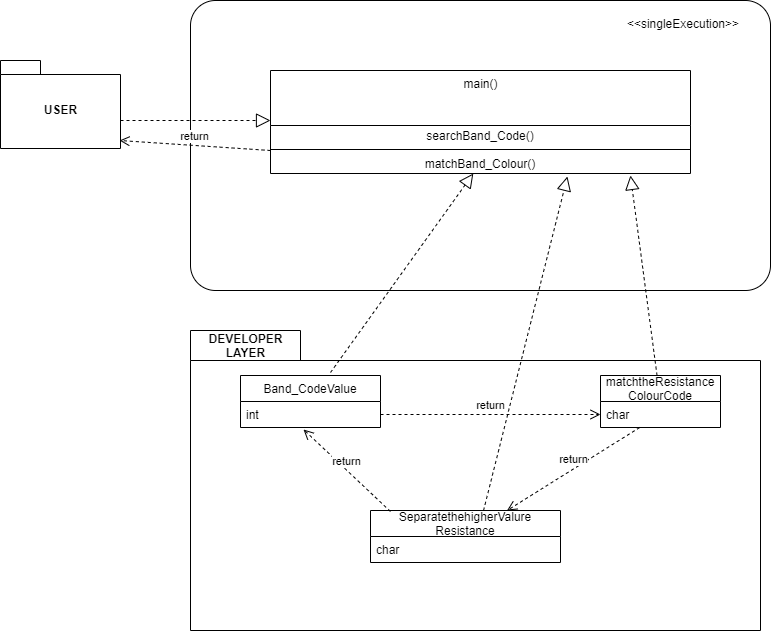 <<singleExecution>>
main()
USER
searchBand_Code()
return
matchBand_Colour()
DEVELOPER
LAYER
Band_CodeValue
int
matchtheResistance
ColourCode
char
return
return
return
SeparatethehigherValure
Resistance
char